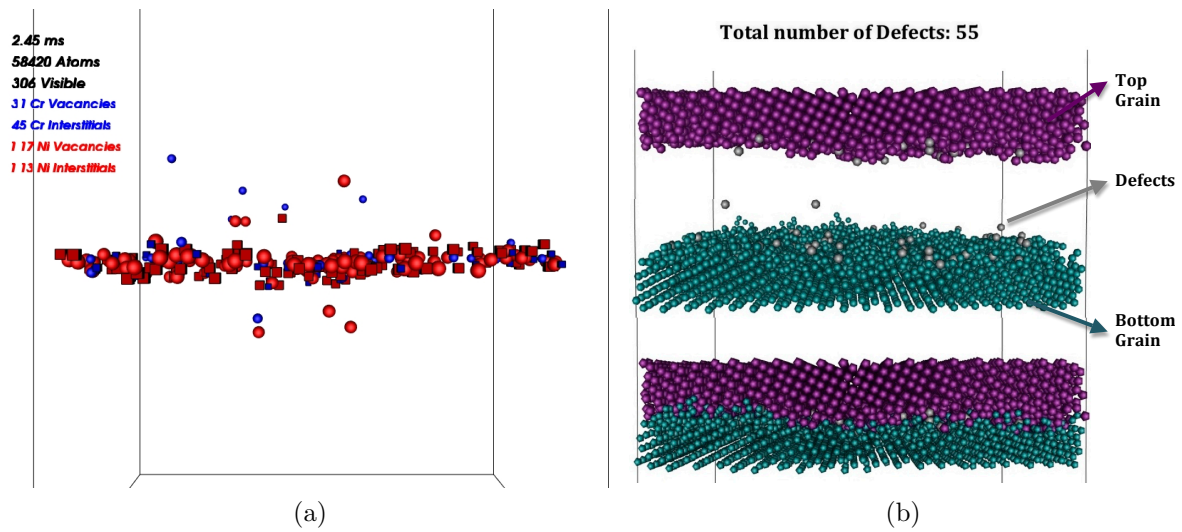 2.45 ms
58420 Atoms
306 Visible
31 Cr Vacancies
45 Cr Interstitials
117 Ni Vacancies
113 Ni Interstitials
(a)
Total number of Defects: 55
Top
Grain
Defects
Bottom
Grain
(b)